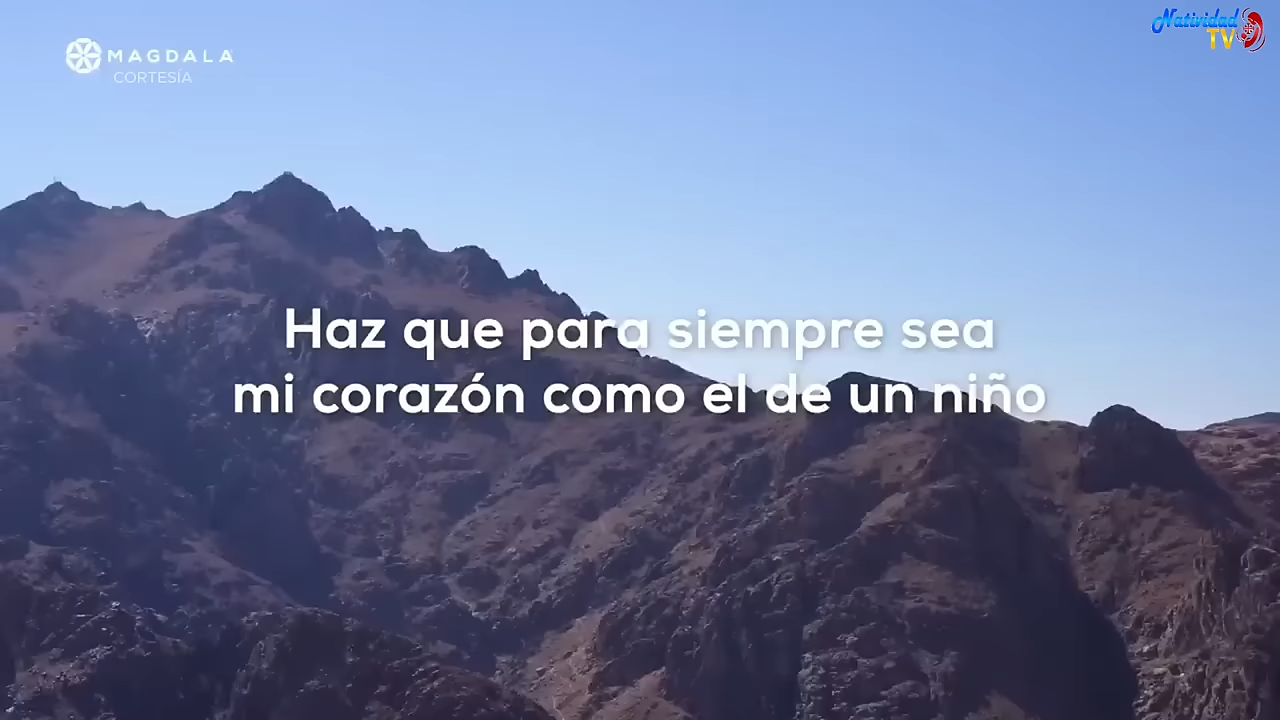 MAGDALA
CORTESÍA
Natividad
TV
Haz que para siempre sea
mi corazón como el de un niño